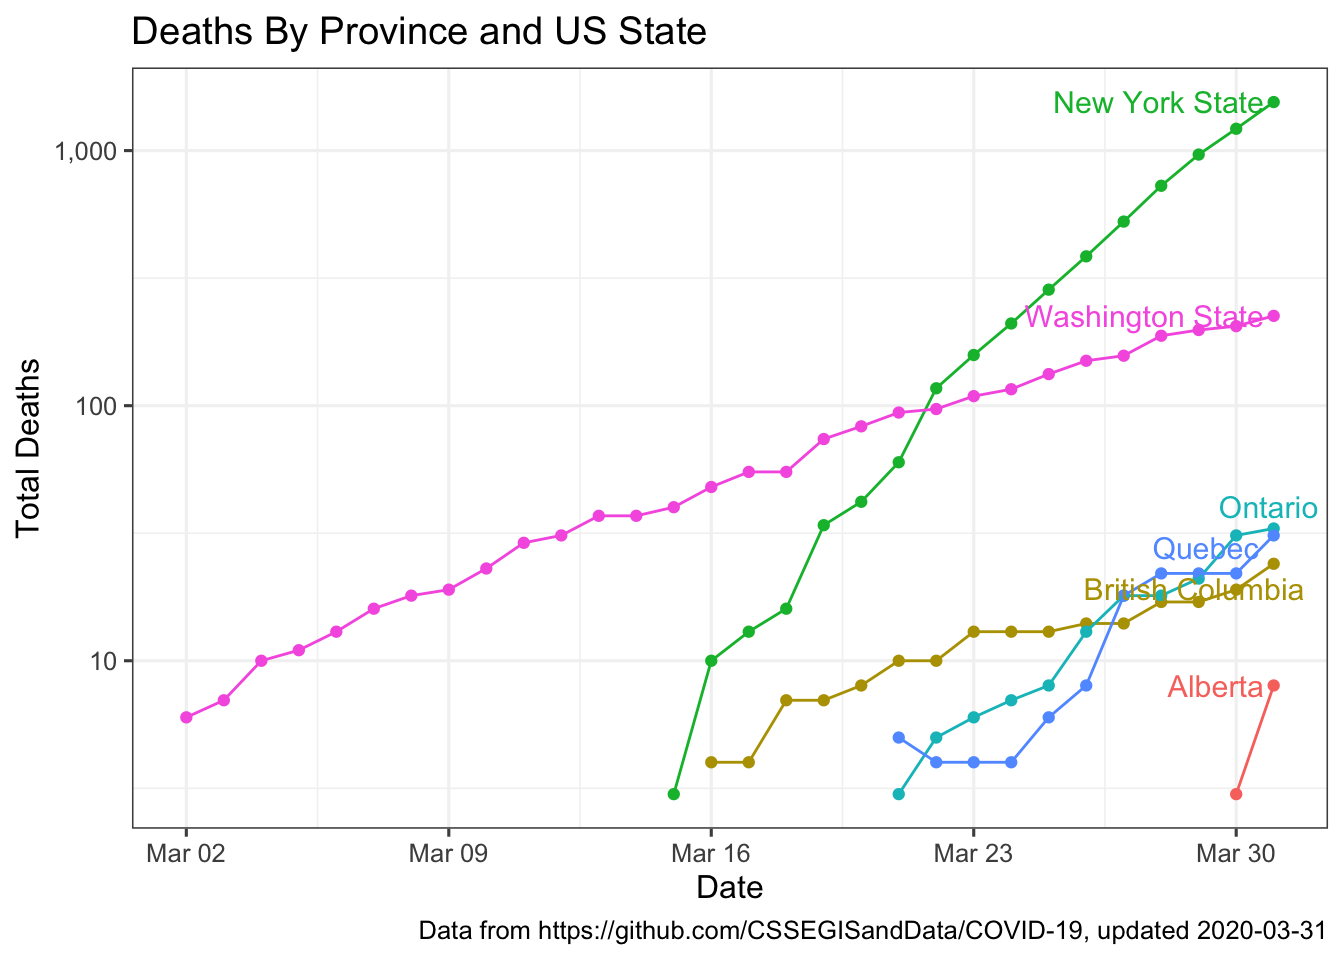 Deaths By Province and US State
New York State
1,000
Washington State
100
Ontario
Quebec
British Columbia
10
Alberta
Total Deaths
Mar 02 Mar 09 Mar 16 Mar 23 Mar 30
Date
Data from https://github.com/CSSEGISandData/COVID-19, updated 2020-03-31